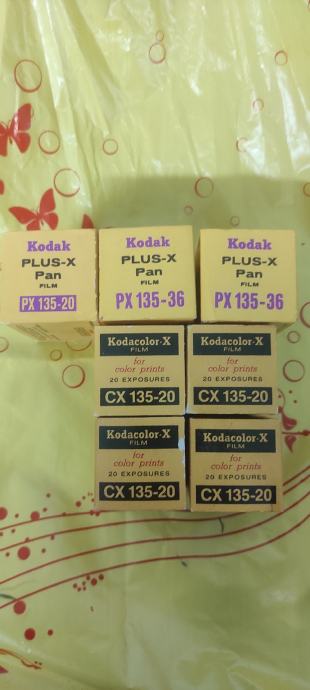 Kodak
PLUS-X
Pan
FILM
PX 135-20
Kodak
PLUS-X
Pan
FILM
PX 135-36
Kodak
PLUS-X
Pan
FILM
PX 135-36
Kodacolor-X
FILM
for
color prints
20 EXPOSURES
CX 135-20
Kodacolor-X
FILM
for
color prints
20 EXPOSURES
CX 135-20
Kodacolor-X
FILM
for
color prints
20 EXPOSURES
CX 135-20
Kodacolor-X
FILM
for
color prints
20 EXPOSURES
CX 135-20